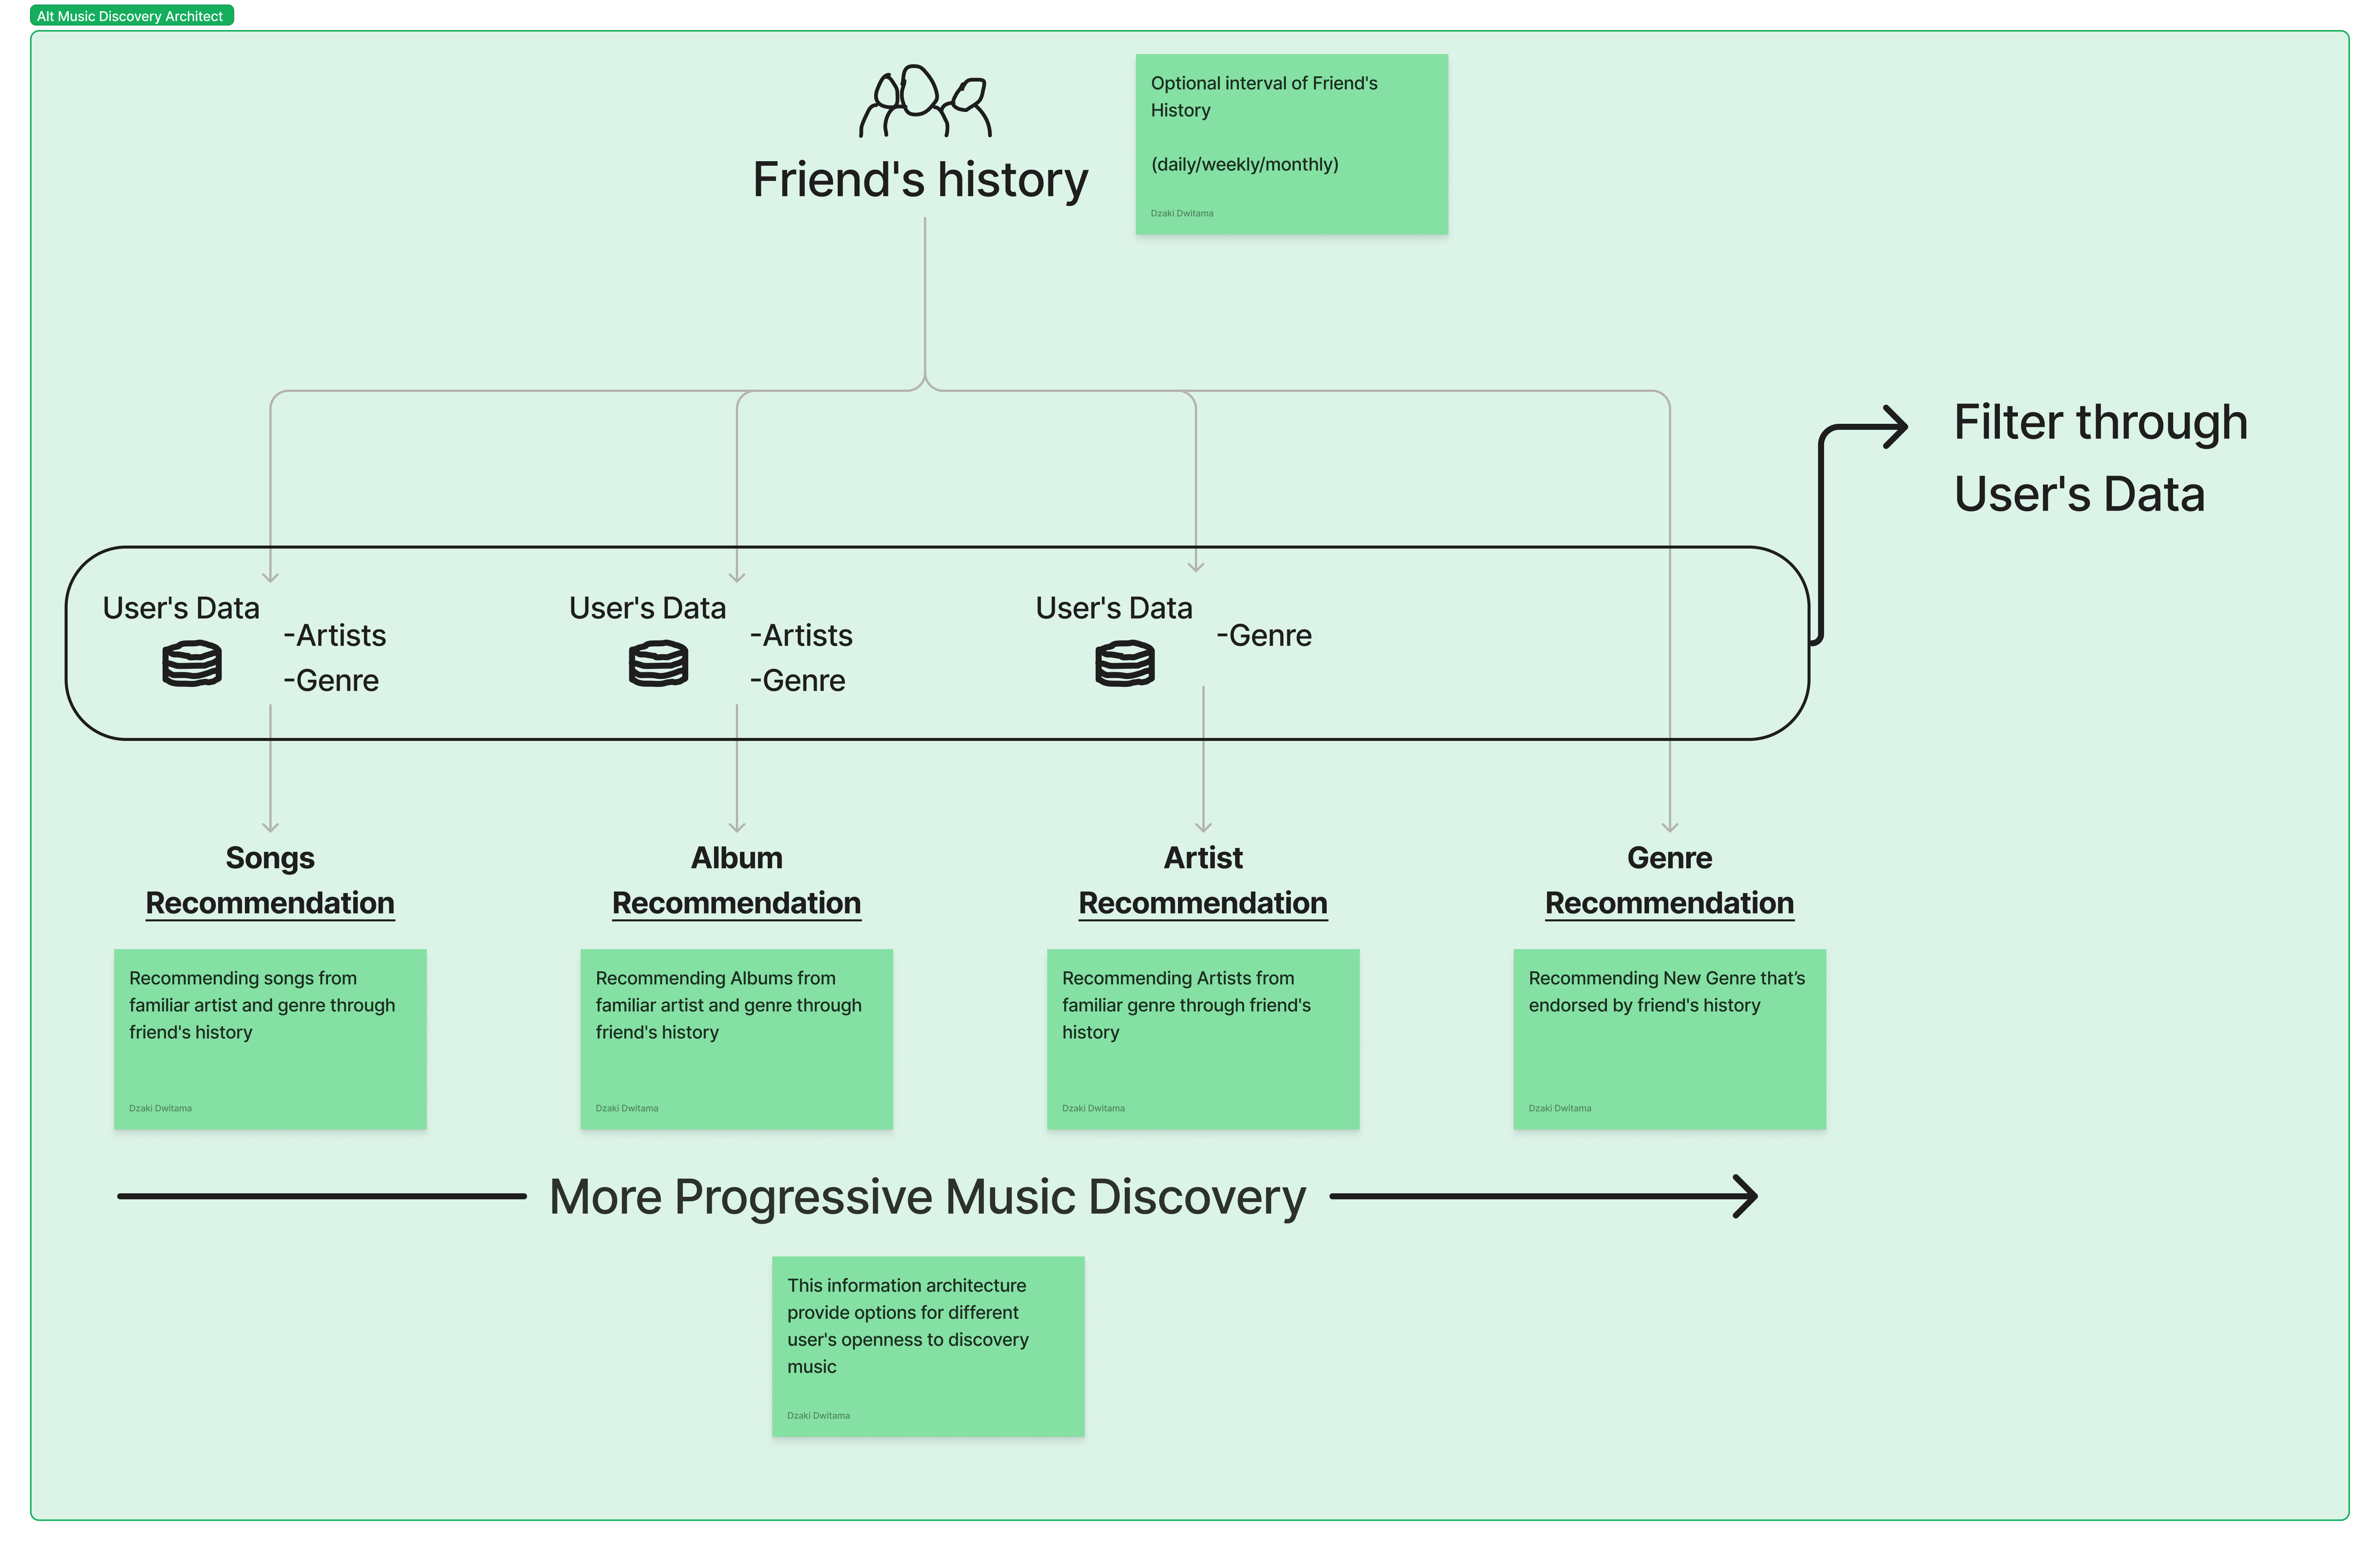 Alt Music Discovery Architect
Optional interval of Friend's
History
(daily/weekly/monthly)
Dzaki Dwitama
Friend's history
Filter through
User's Data
User's Data
-Artists
-Genre
User's Data
-Artists
-Genre
User's Data
-Genre
Songs
Recommendation
Album
Recommendation
Artist
Recommendation
Genre
Recommendation
Recommending songs from
familiar artist and genre through
friend's history
Dzaki Dwitama
Recommending Albums from
familiar artist and genre through
friend's history
Dzaki Dwitama
Recommending Artists from
familiar genre through friend's
history
Dzaki Dwitama
Recommending New Genre that’s
endorsed by friend's history
Dzaki Dwitama
More Progressive Music Discovery
This information architecture
provide options for different
user's openness to discovery
music
Dzaki Dwitama